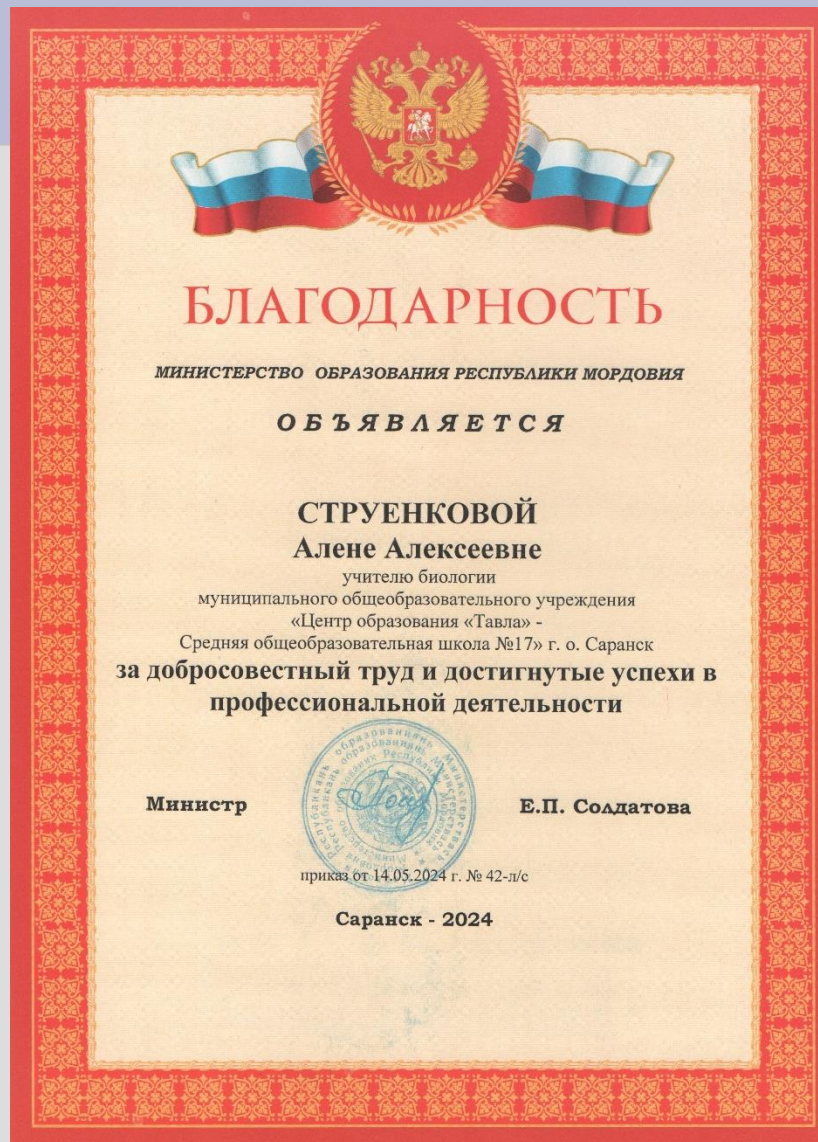 БЛАГОДАРНОСТЬ
МИНИСТЕРСТВО ОБРАЗОВАНИЯ РЕСПУБЛИКИ МОРДОВИЯ
ОБЪЯВЛЯЕТСЯ
СТРУЕНКОВОЙ
Алене Алексеевне
учителю биологии
муниципального общеобразовательного учреждения
«Центр образования «Тавла» -
Средняя общеобразовательная школа №17» г. о. Саранск
за добросовестный труд и достигнутые успехи в
профессиональной деятельности
Министр
Е.П. Солдатова
приказ от 14.05.2024 г. № 42-л/с
Саранск - 2024